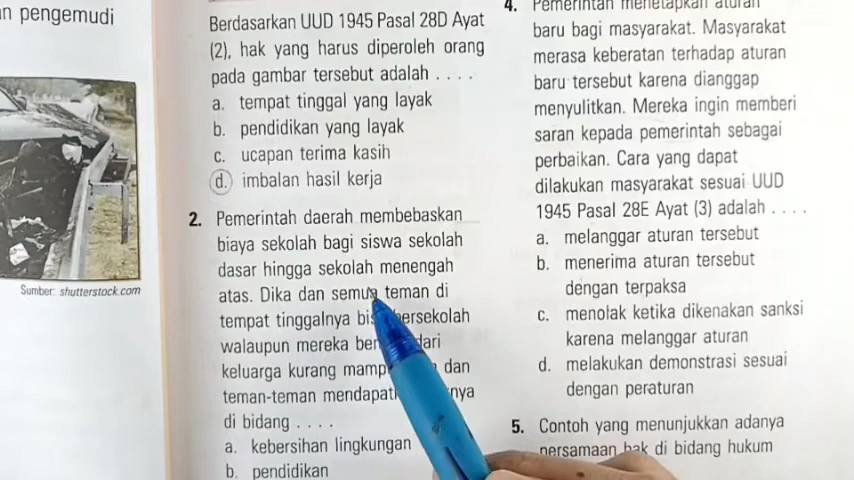 pengemudi
Sumber: shutterstock.com
Berdasarkan UUD 1945 Pasal 28D Ayat
(2), hak yang harus diperoleh orang
pada gambar tersebut adalah . . . .
a. tempat tinggal yang layak
b. pendidikan yang layak
c. ucapan terima kasih
d. imbalan hasil kerja
2. Pemerintah daerah membebaskan
biaya sekolah bagi siswa sekolah
dasar hingga sekolah menengah
atas. Dika dan semua teman di
tempat tinggalnya bersekolah
walaupun mereka dari
keluarga kurang dan
teman-teman
di bidang . . . .
a. kebersihan lingkungan
b. pendidikan
4. Pemerintah menetapkan aturan
baru bagi masyarakat. Masyarakat
merasa keberatan terhadap aturan
baru tersebut karena dianggap
menyulitkan. Mereka ingin memberi
saran kepada pemerintah sebagai
perbaikan. Cara yang dapat
dilakukan masyarakat sesuai UUD
1945 Pasal 28E Ayat (3) adalah . . . .
a. melanggar aturan tersebut
b. menerima aturan tersebut
dengan terpaksa
c. menolak ketika dikenakan sanksi
karena melanggar aturan
d. melakukan demonstrasi sesuai
dengan peraturan
5. Contoh yang menunjukkan adanya
persamaan hak di bidang hukum